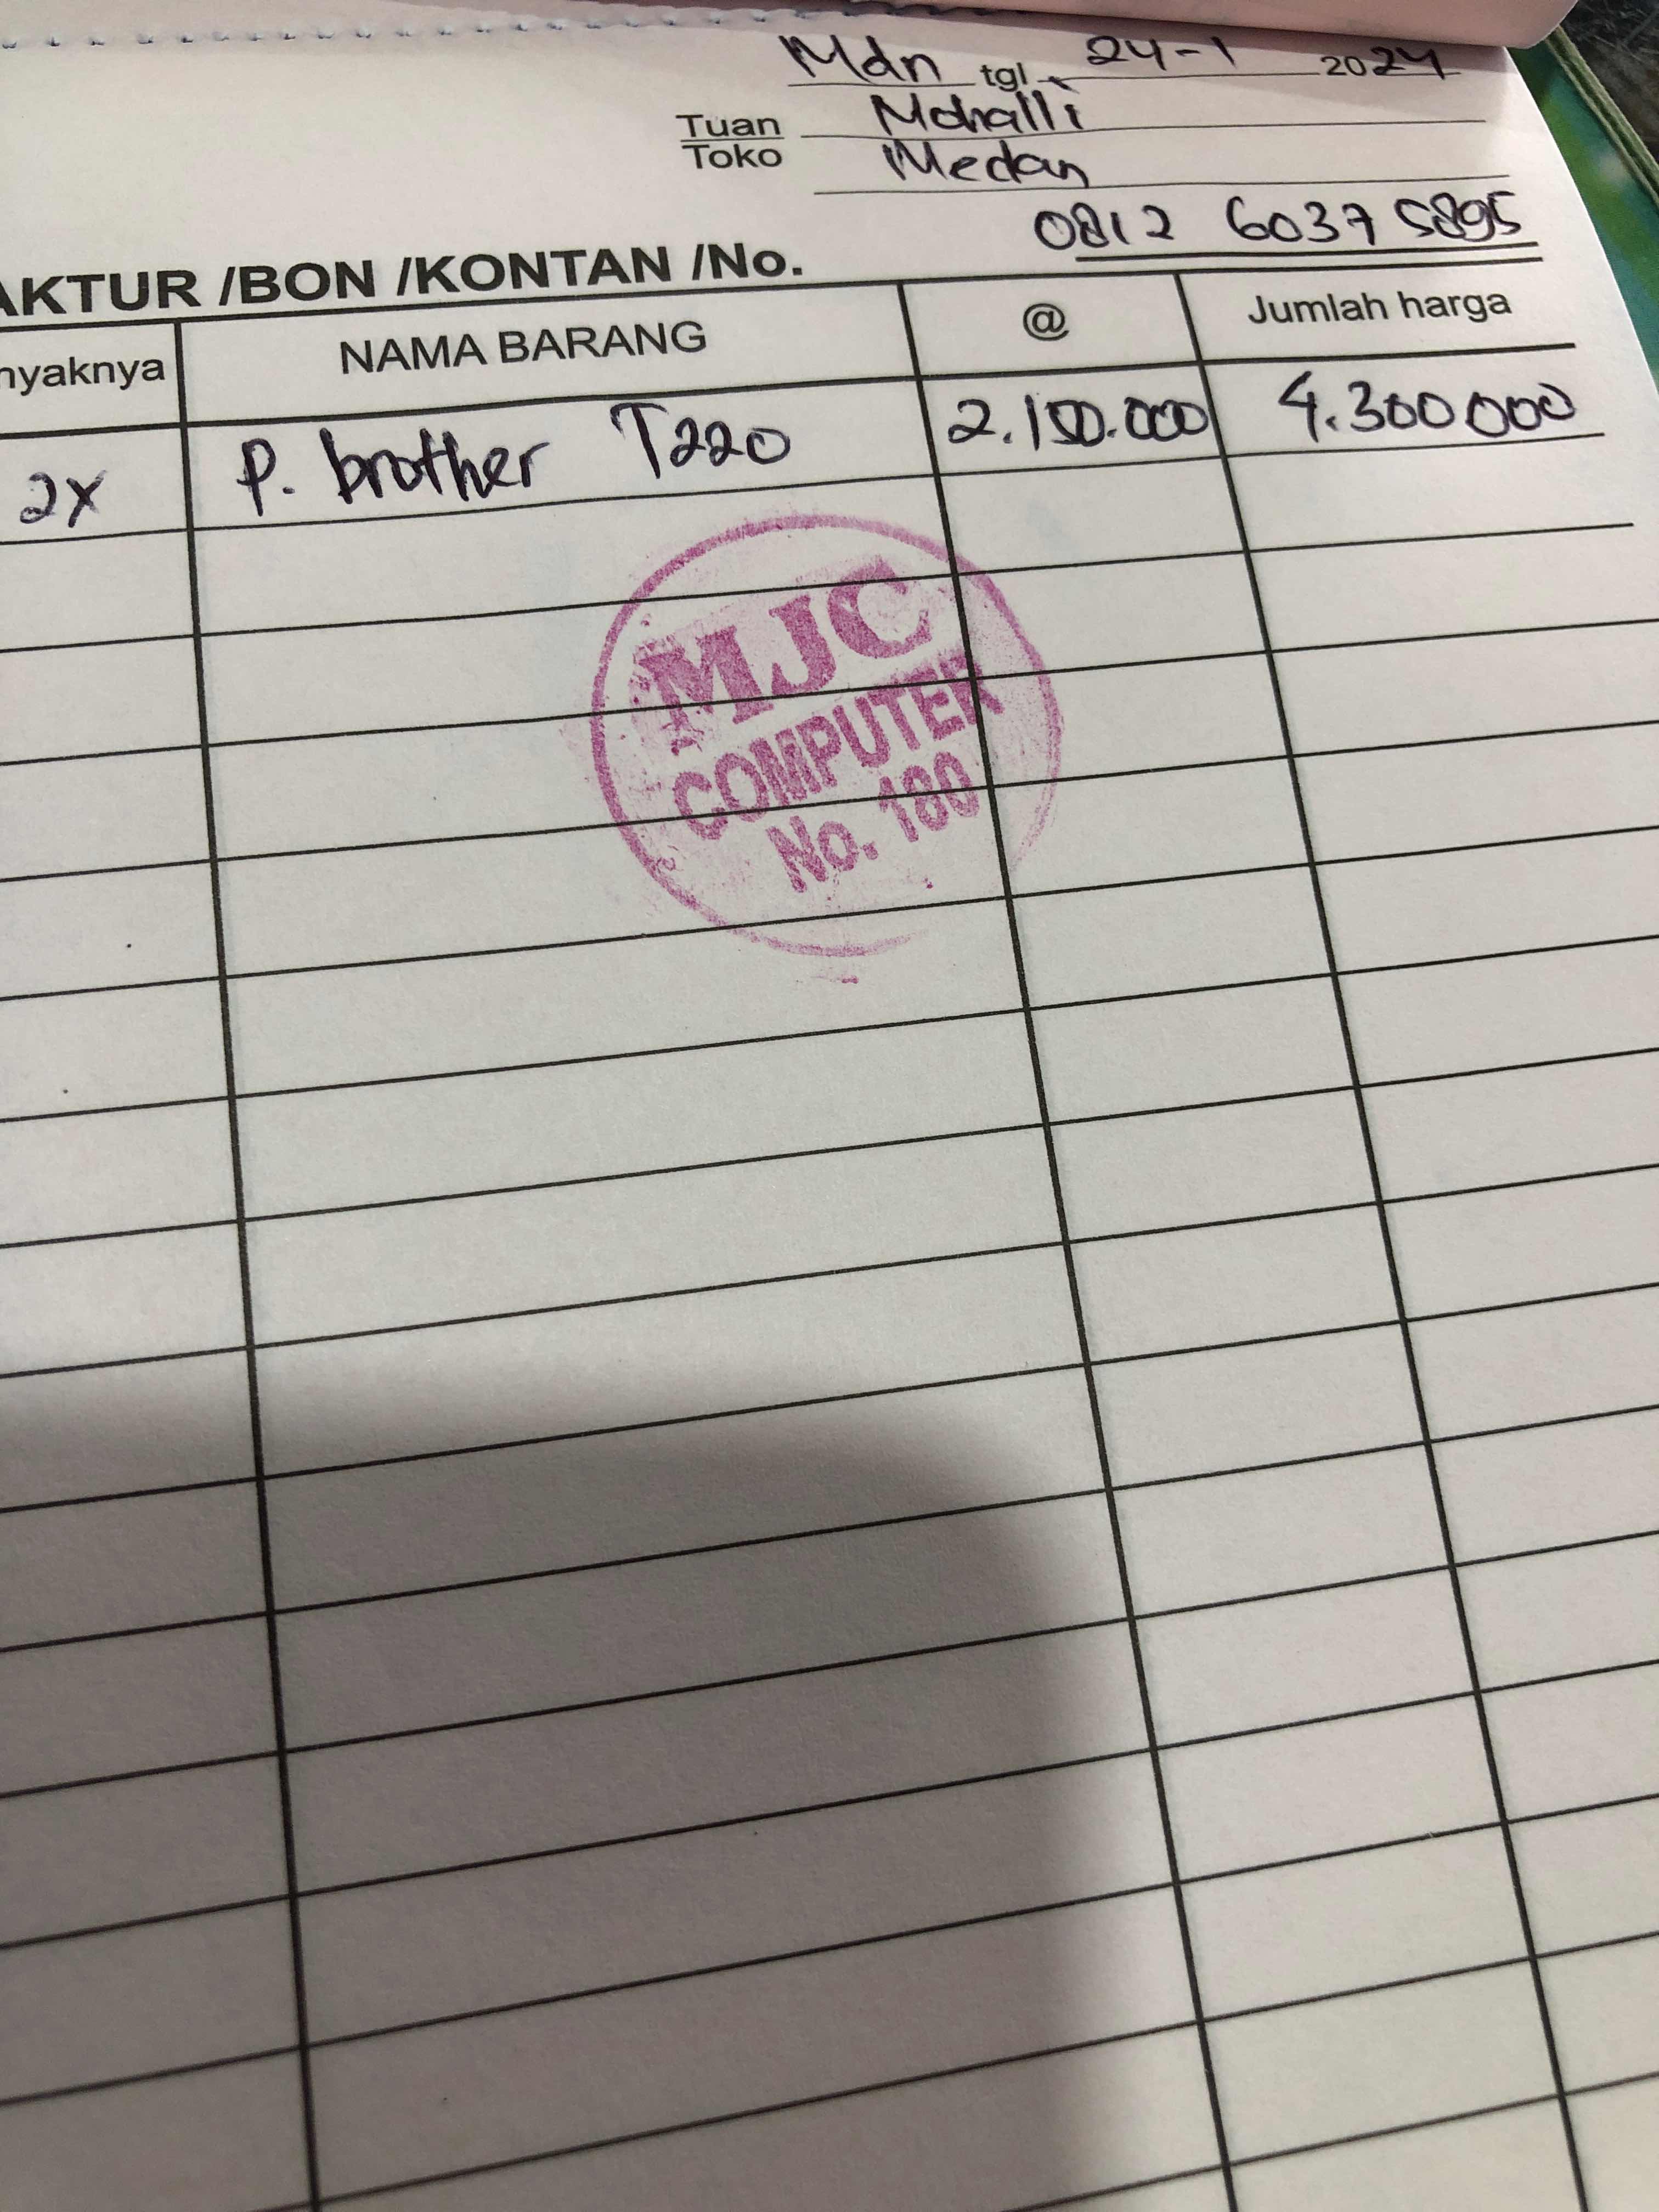 Mdn tgl 24-1 2024
Tuan Mohalli
Toko Medan
0812 6037 5895
AKTUR /BON /KONTAN /No.
nyaknya NAMA BARANG @ Jumlah harga
2x P. brother T220 2.150.000 4.300000
MJC
COMPUTER
No. 180